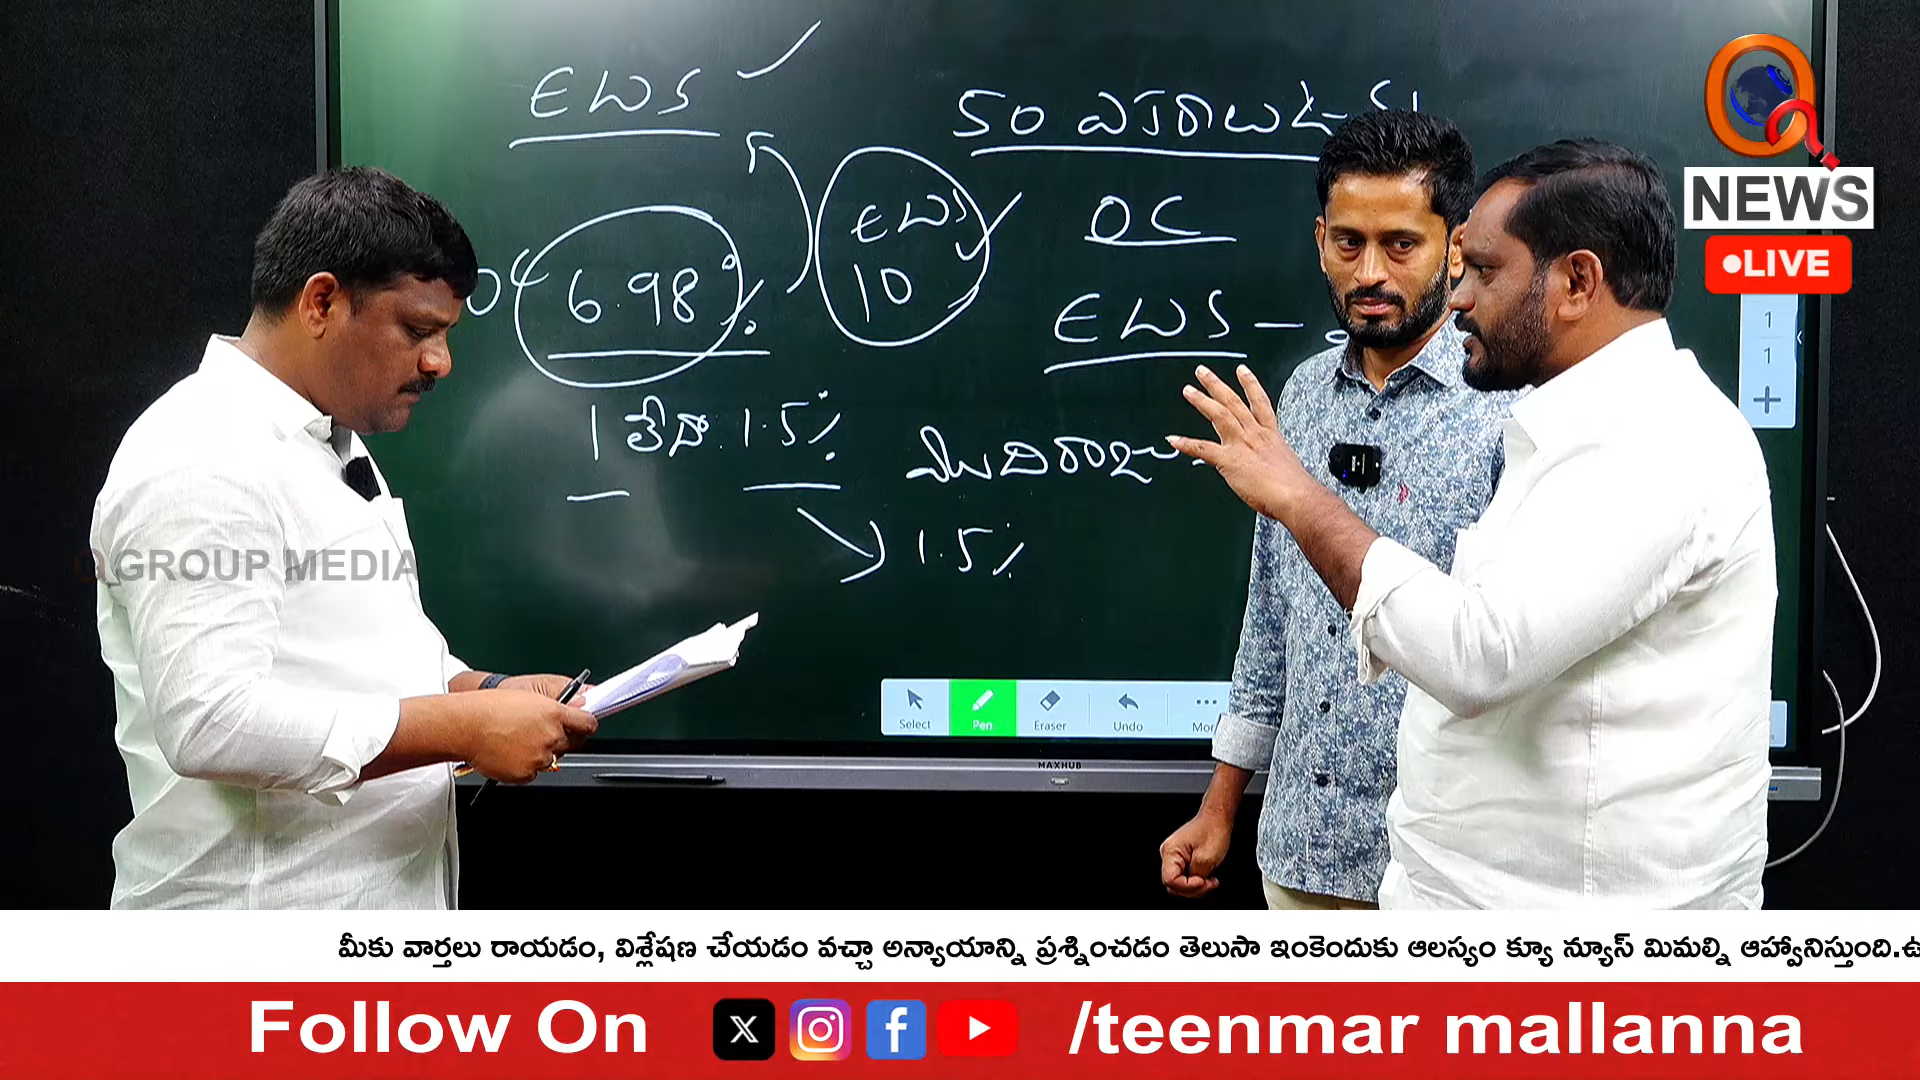 EWS
50 ఎకరాలు
EWS
10
OC
6.98%
EWS -
1 తేదీ 1.5%
ముదిరాజు
1.5%
Q
NEWS
LIVE
1
1
Q GROUP MEDIA
Select Pen Eraser Undo
MAXHUB
మీకు వార్తలు రాయడం, విశ్లేషణ చేయడం వచ్చా అన్యాయాన్ని ప్రశ్నించడం తెలుసా ఇంకెందుకు ఆలస్యం క్యూ న్యూస్ మిమల్ని ఆహ్వానిస్తుంది.ఉ
Follow On /teenmar mallanna